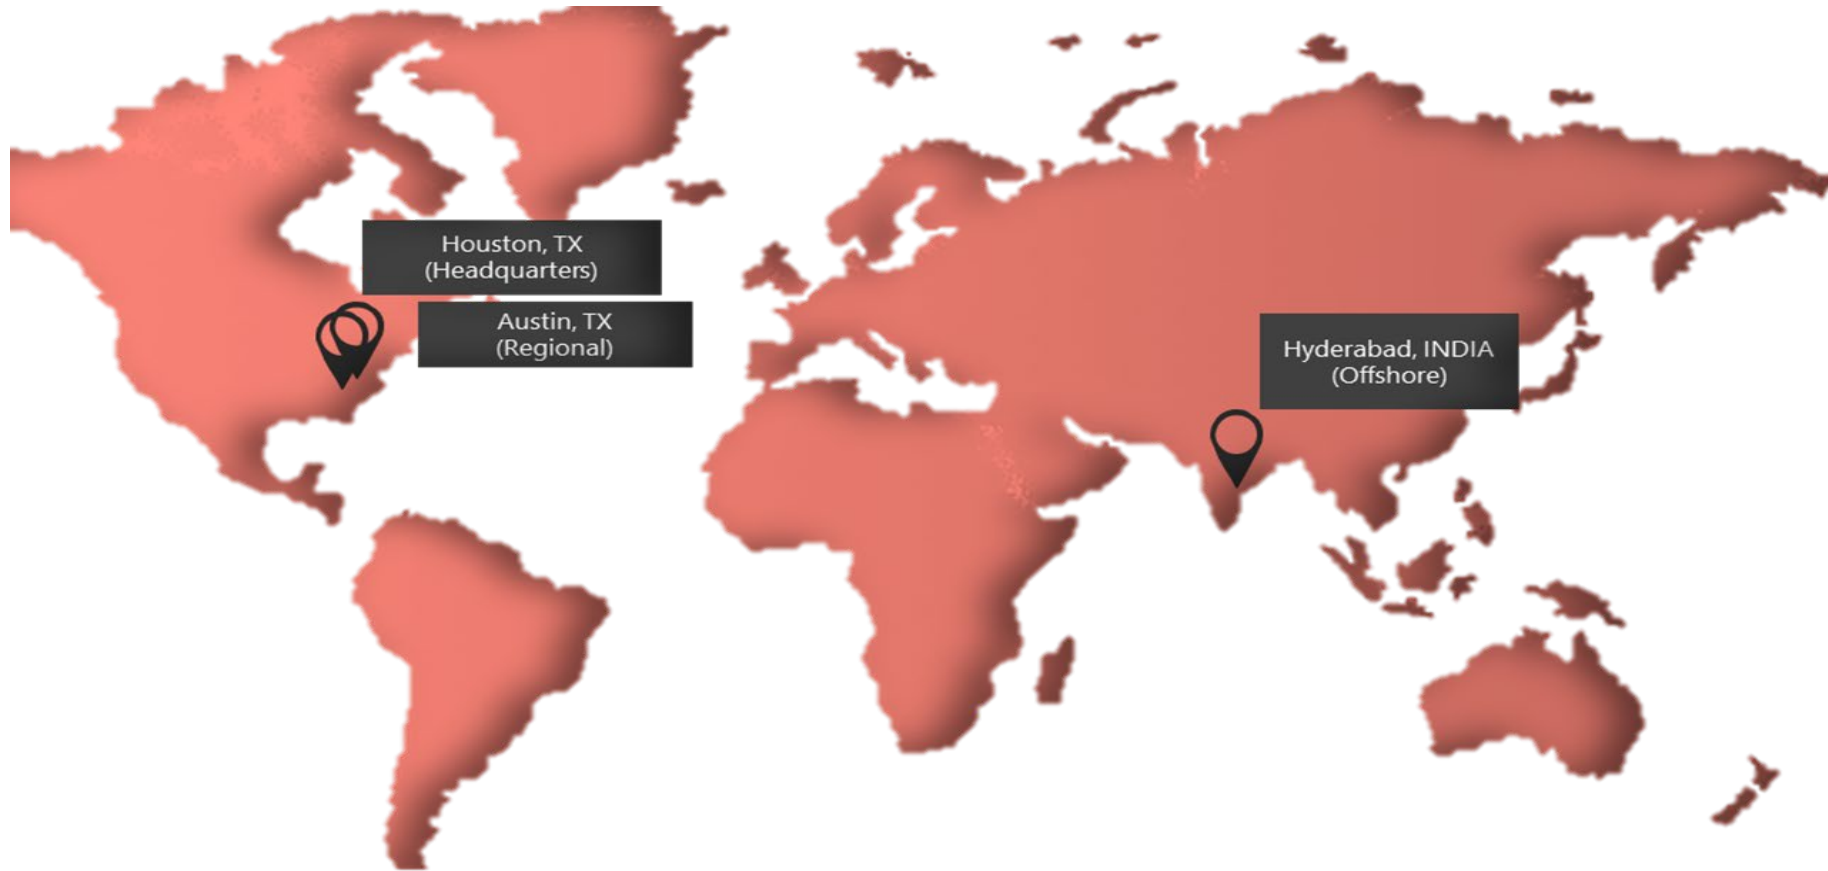 Houston, TX
(Headquarters)
Austin, TX
(Regional)
Hyderabad, INDIA
(Offshore)